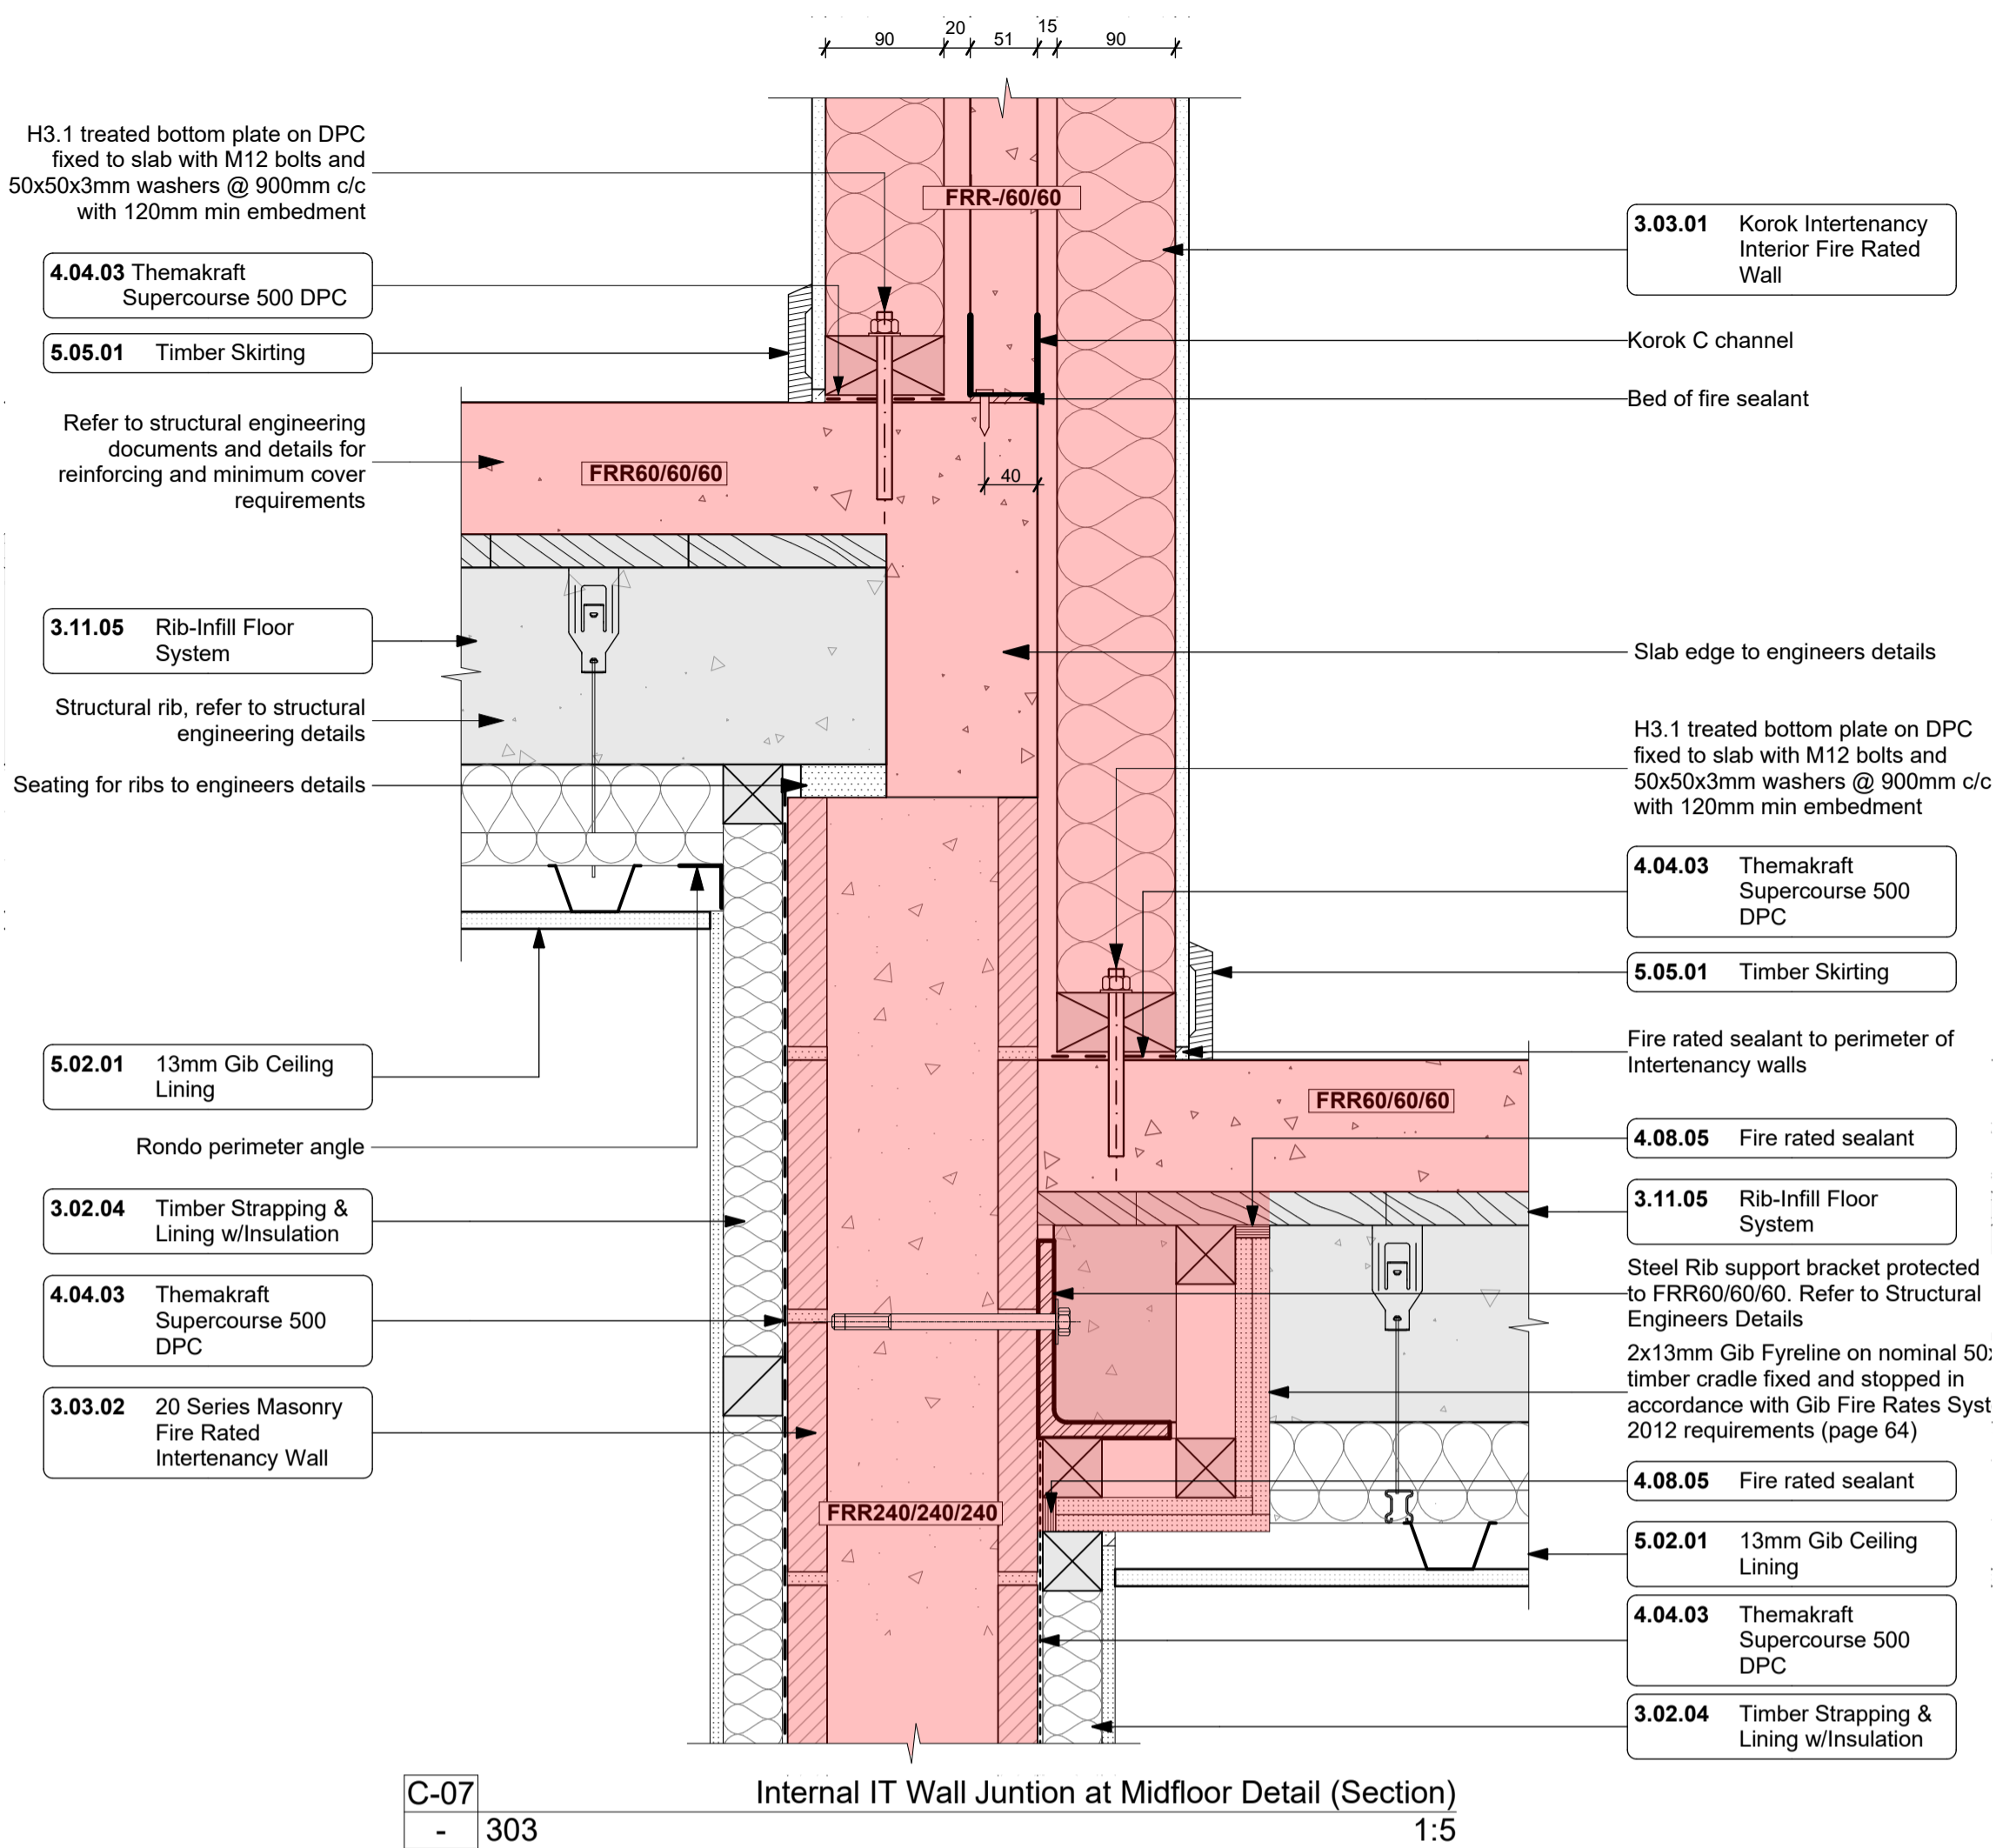 90 20 51 15 90
H3.1 treated bottom plate on DPC
fixed to slab with M12 bolts and
50x50x3mm washers @ 900mm c/c
with 120mm min embedment
4.04.03 Themakraft
Supercourse 500 DPC
5.05.01 Timber Skirting
Refer to structural engineering
documents and details for
reinforcing and minimum cover
requirements
3.11.05 Rib-Infill Floor
System
Structural rib, refer to structural
engineering details
Seating for ribs to engineers details
5.02.01 13mm Gib Ceiling
Lining
Rondo perimeter angle
3.02.04 Timber Strapping &
Lining w/Insulation
4.04.03 Themakraft
Supercourse 500
DPC
3.03.02 20 Series Masonry
Fire Rated
Intertenancy Wall
FRR-/60/60
FRR60/60/60
40
FRR60/60/60
FRR240/240/240
3.03.01 Korok Intertenancy
Interior Fire Rated
Wall
Korok C channel
Bed of fire sealant
Slab edge to engineers details
H3.1 treated bottom plate on DPC
fixed to slab with M12 bolts and
50x50x3mm washers @ 900mm c/c
with 120mm min embedment
4.04.03 Themakraft
Supercourse 500
DPC
5.05.01 Timber Skirting
Fire rated sealant to perimeter of
Intertenancy walls
4.08.05 Fire rated sealant
3.11.05 Rib-Infill Floor
System
Steel Rib support bracket protected
to FRR60/60/60. Refer to Structural
Engineers Details
2x13mm Gib Fyreline on nominal 50x
timber cradle fixed and stopped in
accordance with Gib Fire Rates Syst
2012 requirements (page 64)
4.08.05 Fire rated sealant
5.02.01 13mm Gib Ceiling
Lining
4.04.03 Themakraft
Supercourse 500
DPC
3.02.04 Timber Strapping &
Lining w/Insulation
C-07 Internal IT Wall Juntion at Midfloor Detail (Section)
- 303 1:5